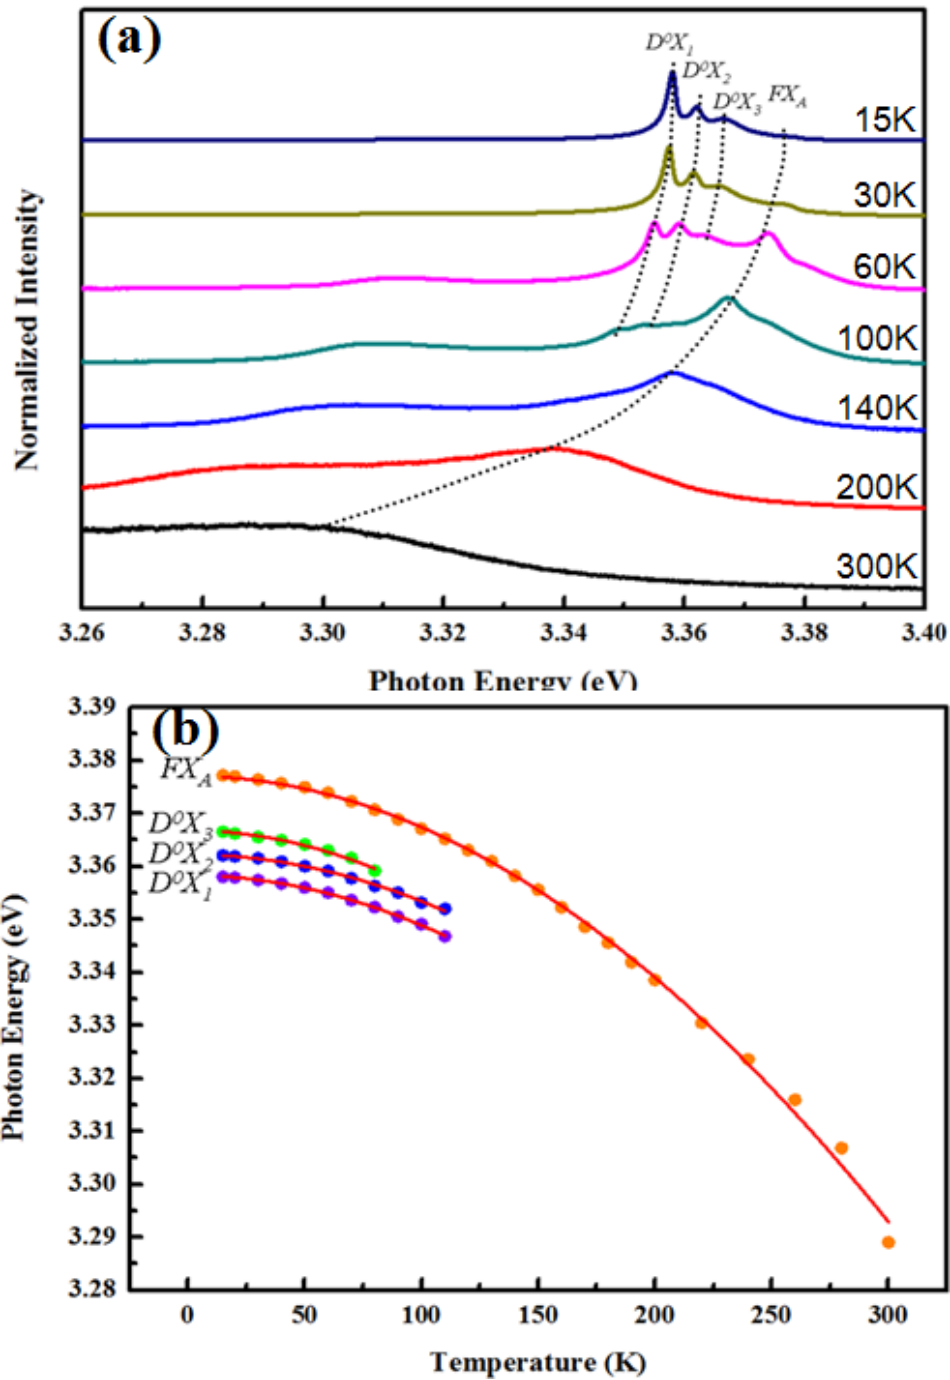 (a)
D⁰X₁
D⁰X₂
D⁰X₃
FX_A
15K
30K
60K
100K
140K
200K
300K
Normalized Intensity
3.26 3.28 3.30 3.32 3.34 3.36 3.38 3.40
Photon Energy (eV)
(b)
3.39
3.38
3.37
3.36
3.35
3.34
3.33
3.32
3.31
3.30
3.29
3.28
FX_A
D⁰X₃
D⁰X₂
D⁰X₁
Photon Energy (eV)
0 50 100 150 200 250 300
Temperature (K)